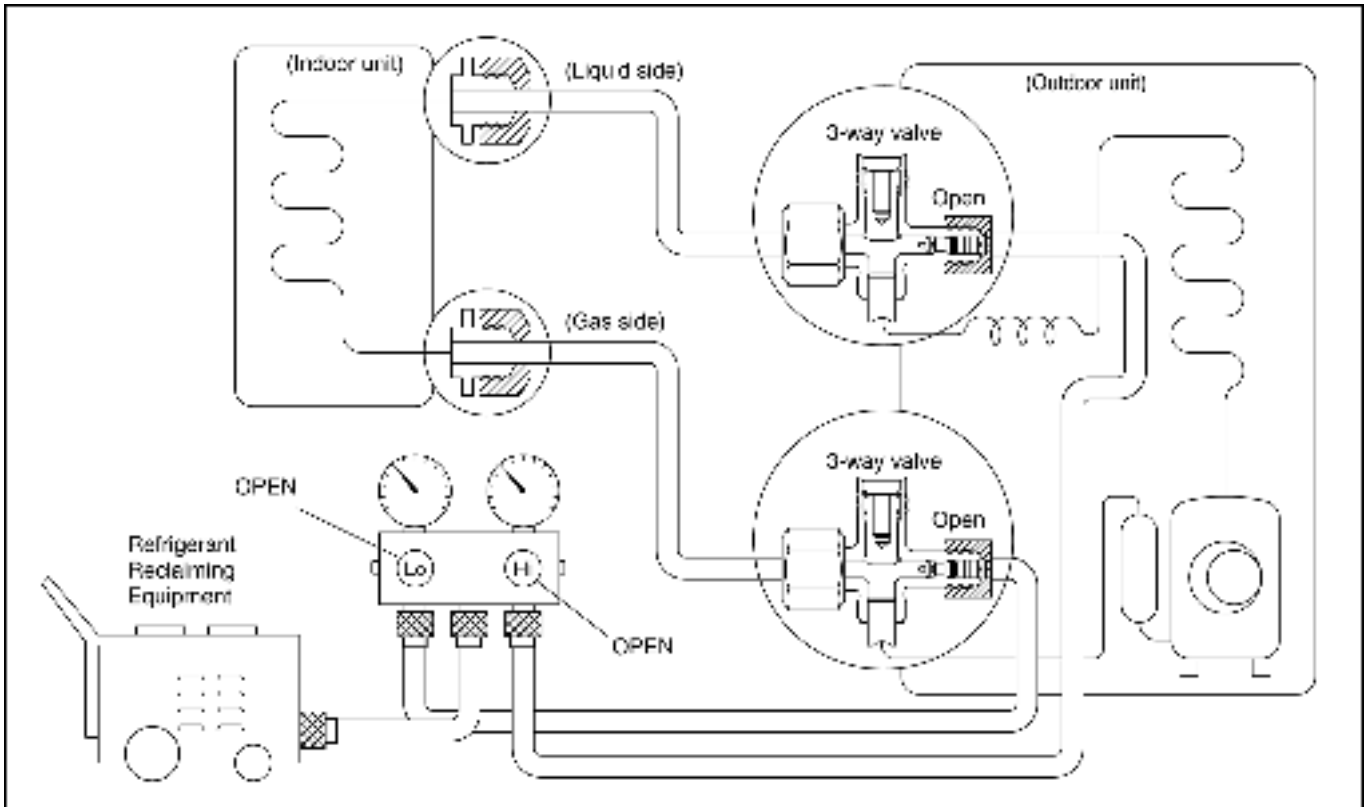 (Indoor unit)
(Liquid side)
(Outdoor unit)
3-way valve
Open
(Gas side)
3-way valve
Open
OPEN
Refrigerant
Reclaiming
Equipment
Lo
Hi
OPEN